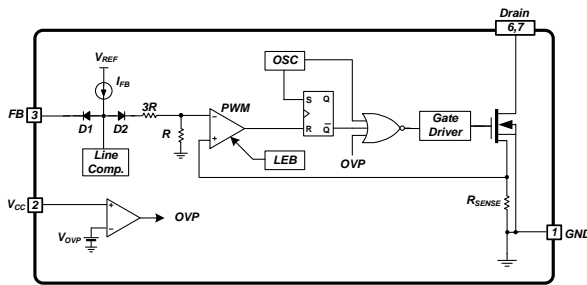 Drain
6,7
VREF
IFB
OSC
FB 3
D1
D2
3R
R
PWM
S Q
R Q
Gate
Driver
Line
Comp.
LEB
OVP
VCC 2
OVP
VOVP
RSENSE
1 GND